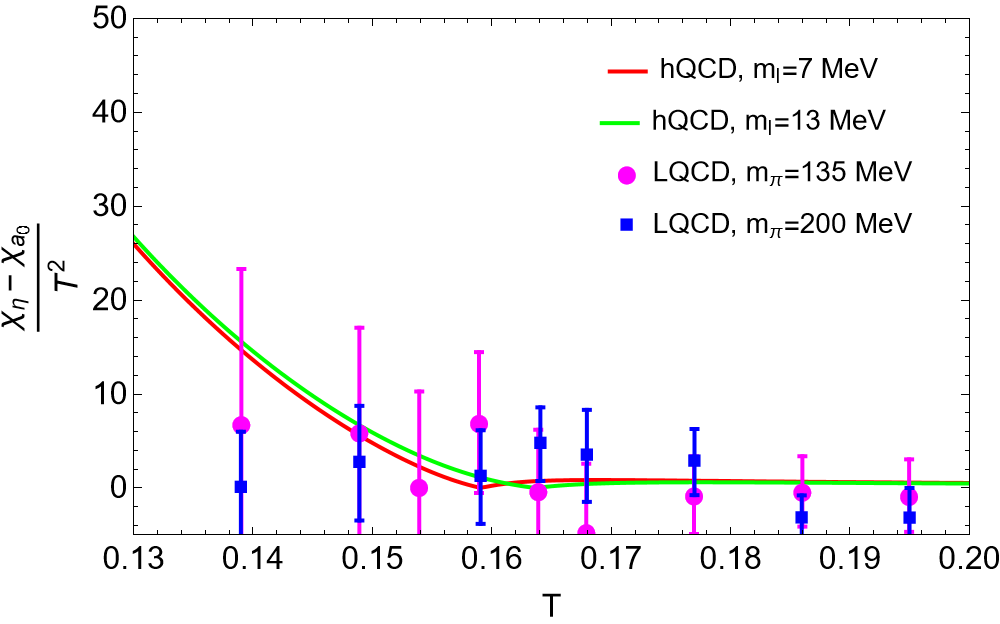 50
40
30
20
10
0
χη − χa₀
T²
hQCD, mₗ=7 MeV
hQCD, mₗ=13 MeV
LQCD, mπ=135 MeV
LQCD, mπ=200 MeV
0.13 0.14 0.15 0.16 0.17 0.18 0.19 0.20
T